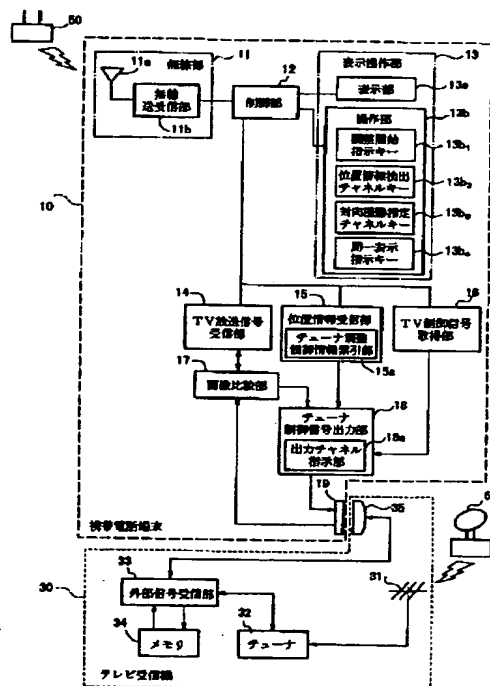 50
11a
無線部
11
無線
送受信部
11b
12
制御部
表示操作部
13
表示部
13a
操作部
13b
調整開始
指示キー
13b₁
位置情報検出
チャネルキー
13b₂
対向機動指定
チャネルキー
同一表示
指示キー
10
14
TV放送信号
受信部
15
位置情報受信部
チューナ調整
制御情報索引部
15a
16
TV制御信号
取得部
17
画像比較部
18
チューナ
制御信号出力部
出力チャネル
指示部
18a
19
35
携帯電話端末
6
30
33
外部信号受信部
31
34
メモリ
32
チューナ
テレビ受信機